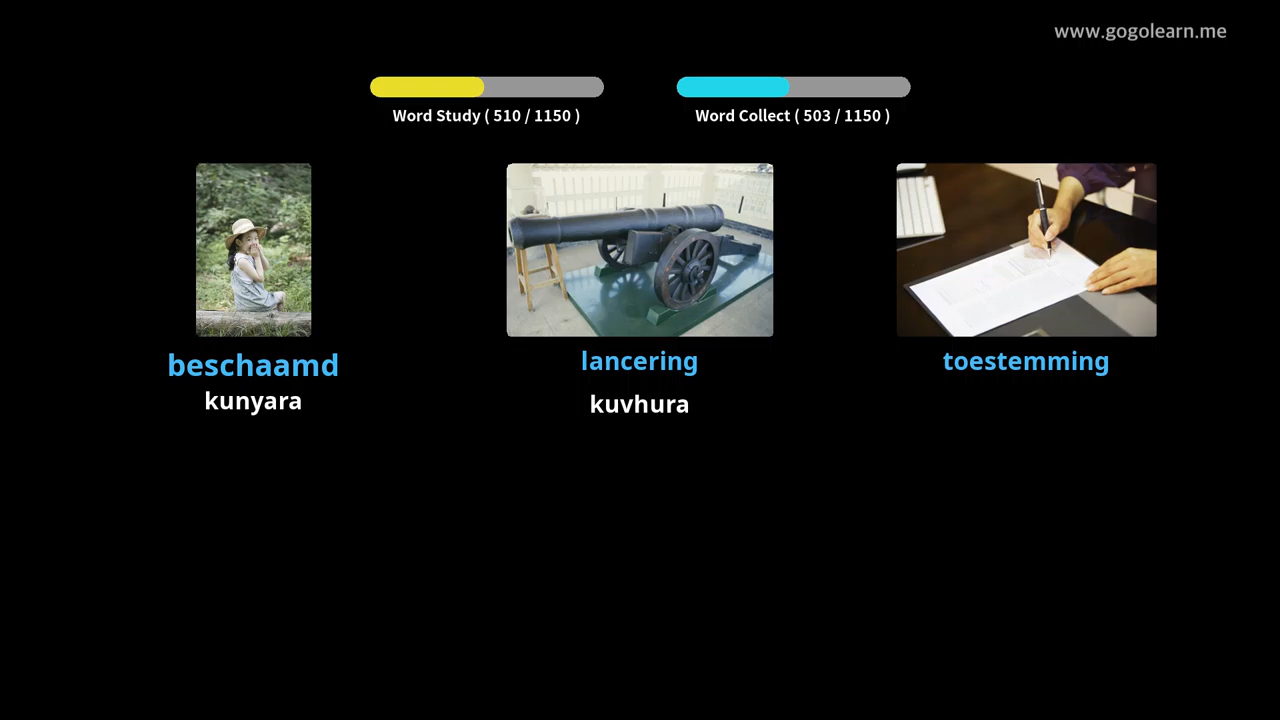 www.gogolearn.me
Word Study ( 510 / 1150 )
Word Collect ( 503 / 1150 )
beschaamd
kunyara
lancering
kuvhura
toestemming